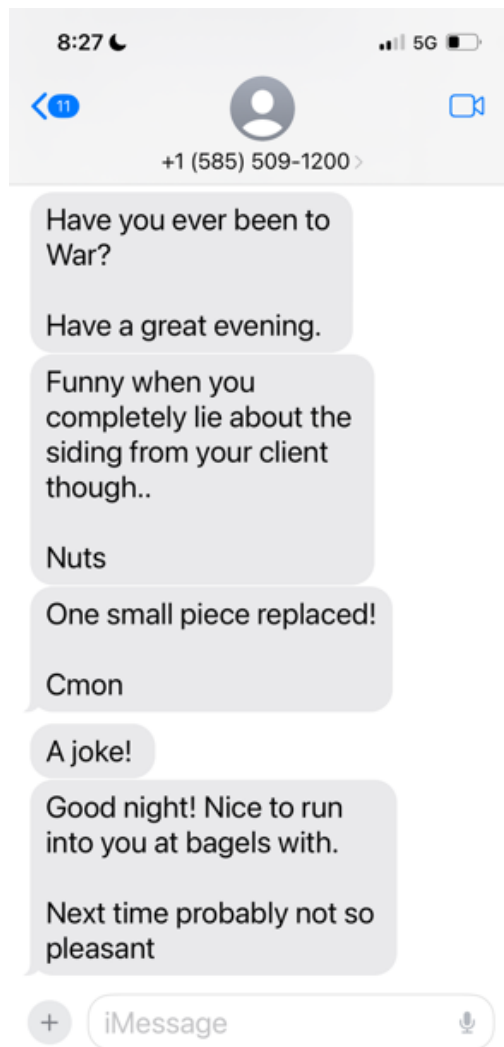 8:27
5G
11
+1 (585) 509-1200
Have you ever been to
War?
Have a great evening.
Funny when you
completely lie about the
siding from your client
though..
Nuts
One small piece replaced!
Cmon
A joke!
Good night! Nice to run
into you at bagels with.
Next time probably not so
pleasant
iMessage